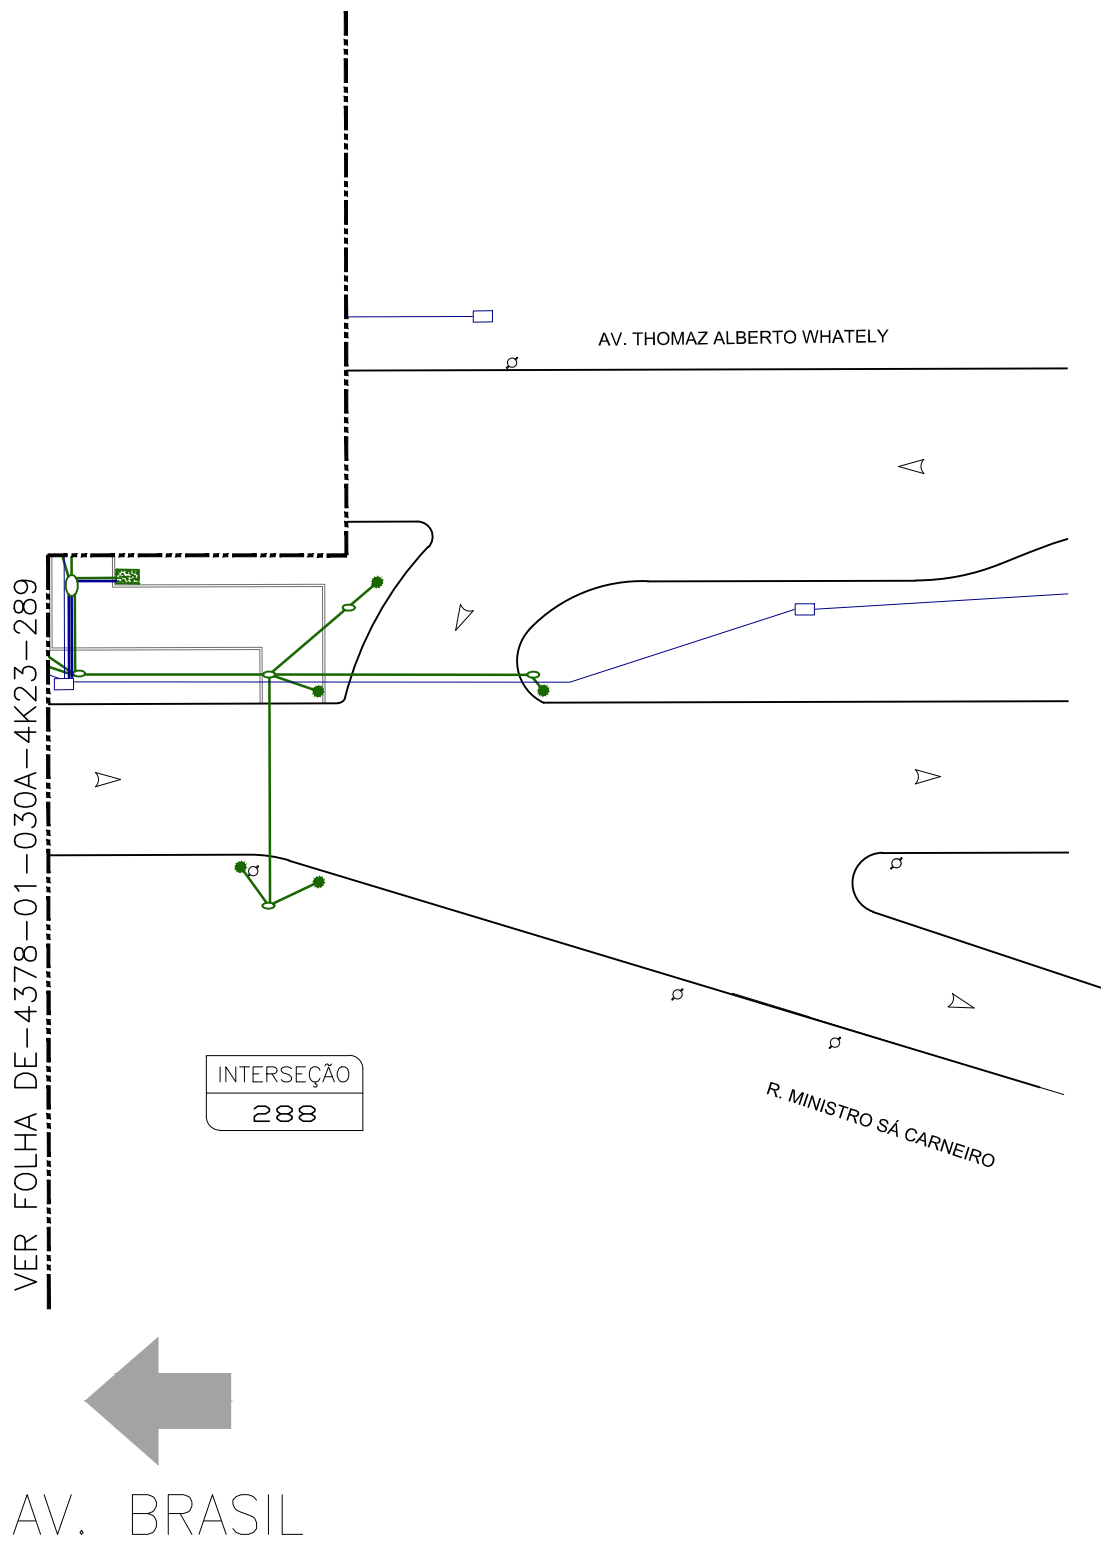 AV. THOMAZ ALBERTO WHATELY
VER FOLHA DE-4378-01-030A-4K23-289
INTERSEÇÃO
288
R. MINISTRO SÁ CARNEIRO
AV. BRASIL